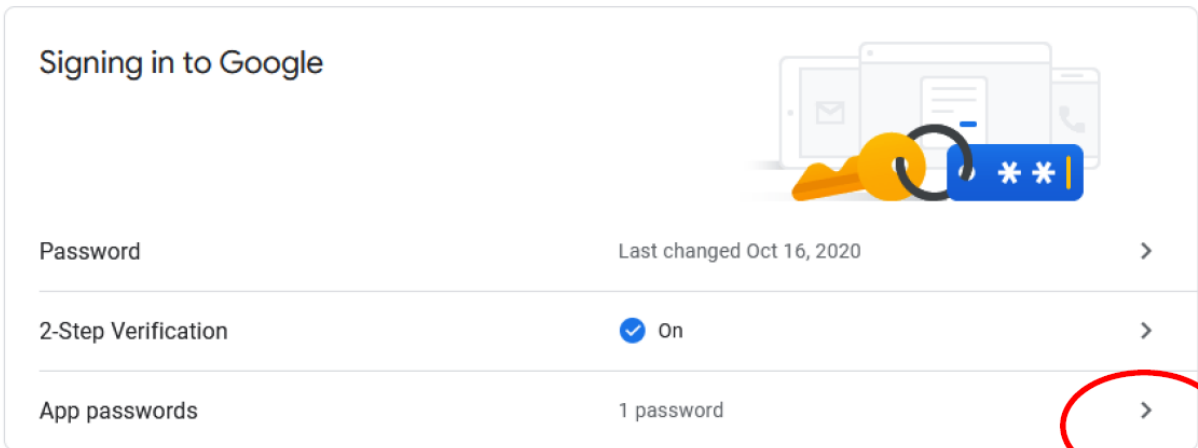 Signing in to Google
**
Password Last changed Oct 16, 2020
2-Step Verification On
App passwords 1 password